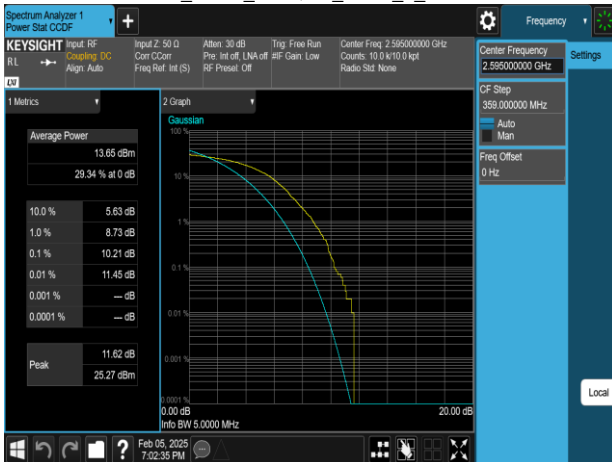 Spectrum Analyzer 1
Power Stat CCDF
Frequency
KEYSIGHT
RL
LXI
Input: RF
Coupling: DC
Align: Auto
Input Z: 50 Ω
Corr CCorr
Freq Ref: Int (S)
Atten: 30 dB
Pre: Int off, LNA off
RF Preset: Off
Trig: Free Run
#IF Gain: Low
Center Freq: 2.595000000 GHz
Counts: 10.0 k/10.0 kpt
Radio Std: None
Center Frequency
2.595000000 GHz
Settings
CF Step
359.000000 MHz
Auto
Man
Freq Offset
0 Hz
Local
1 Metrics
Average Power
13.65 dBm
29.34 % at 0 dB
10.0 % 5.63 dB
1.0 % 8.73 dB
0.1 % 10.21 dB
0.01 % 11.45 dB
0.001 % --- dB
0.0001 % --- dB
Peak
11.62 dB
25.27 dBm
2 Graph
Gaussian
100 %
10 %
1 %
0.1 %
0.01 %
0.001 %
0.0001 %
0.00 dB 20.00 dB
Info BW 5.0000 MHz
?
Feb 05, 2025
7:02:35 PM